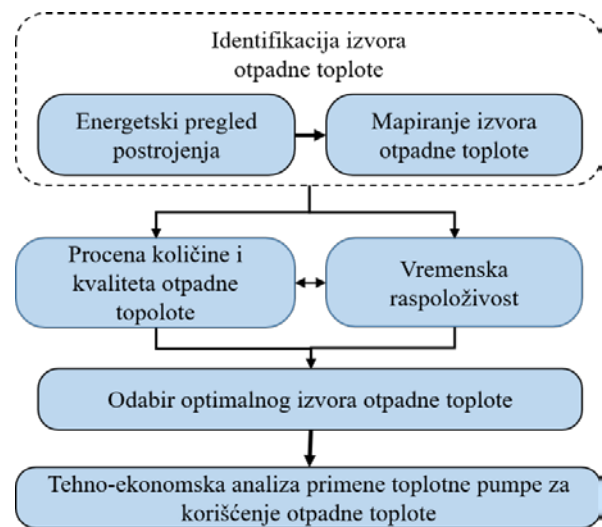 Identifikacija izvora
otpadne toplote
Energetski pregled
postrojenja
Mapiranje izvora
otpadne toplote
Procena količine i
kvaliteta otpadne
topolote
Vremenska
raspoloživost
Odabir optimalnog izvora otpadne toplote
Tehno-ekonomska analiza primene toplotne pumpe za
korišćenje otpadne toplote